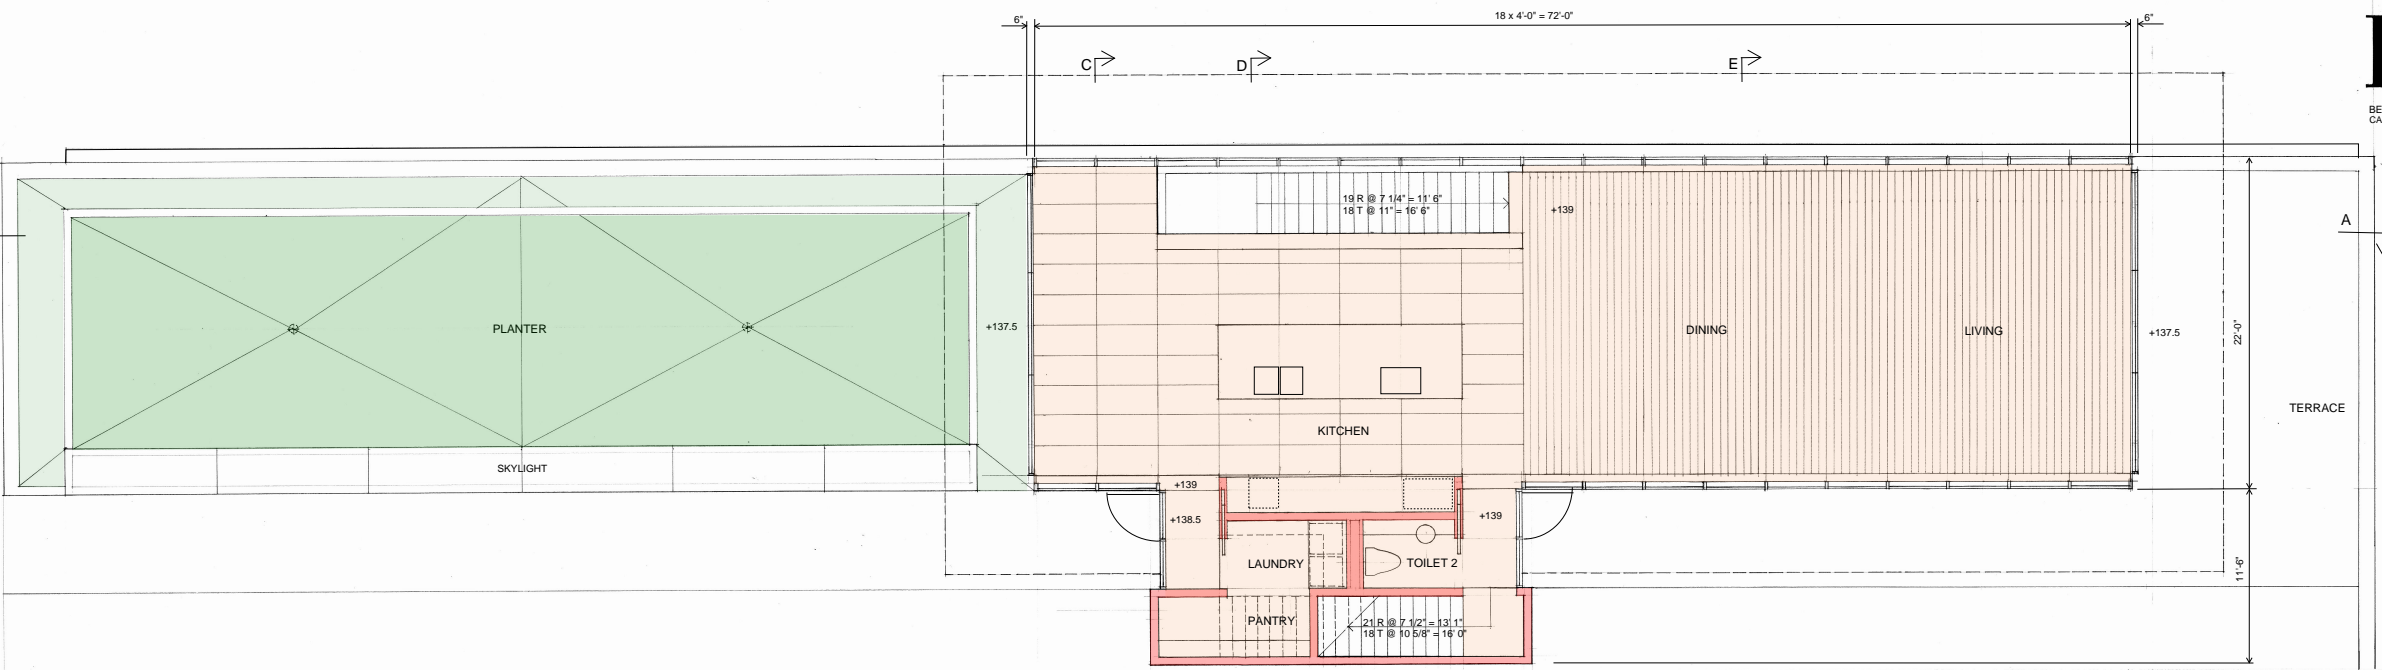 6"
18 x 4'-0" = 72'-0"
6"
C
D
E
BE
CA
19 R @ 7 1/4" = 11' 6"
18 T @ 11" = 16' 6"
+139
A
PLANTER
+137.5
DINING
LIVING
+137.5
22'-0"
TERRACE
KITCHEN
SKYLIGHT
+139
+138.5
+139
LAUNDRY
TOILET 2
11'-6"
PANTRY
21 R @ 7 1/2" = 13' 1"
18 T @ 10 5/8" = 16' 0"